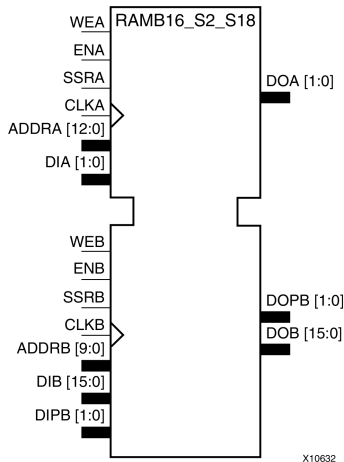 RAMB16_S2_S18
WEA
ENA
SSRA
CLKA
ADDRA [12:0]
DIA [1:0]
DOA [1:0]
WEB
ENB
SSRB
CLKB
ADDRB [9:0]
DIB [15:0]
DIPB [1:0]
DOPB [1:0]
DOB [15:0]
X10632